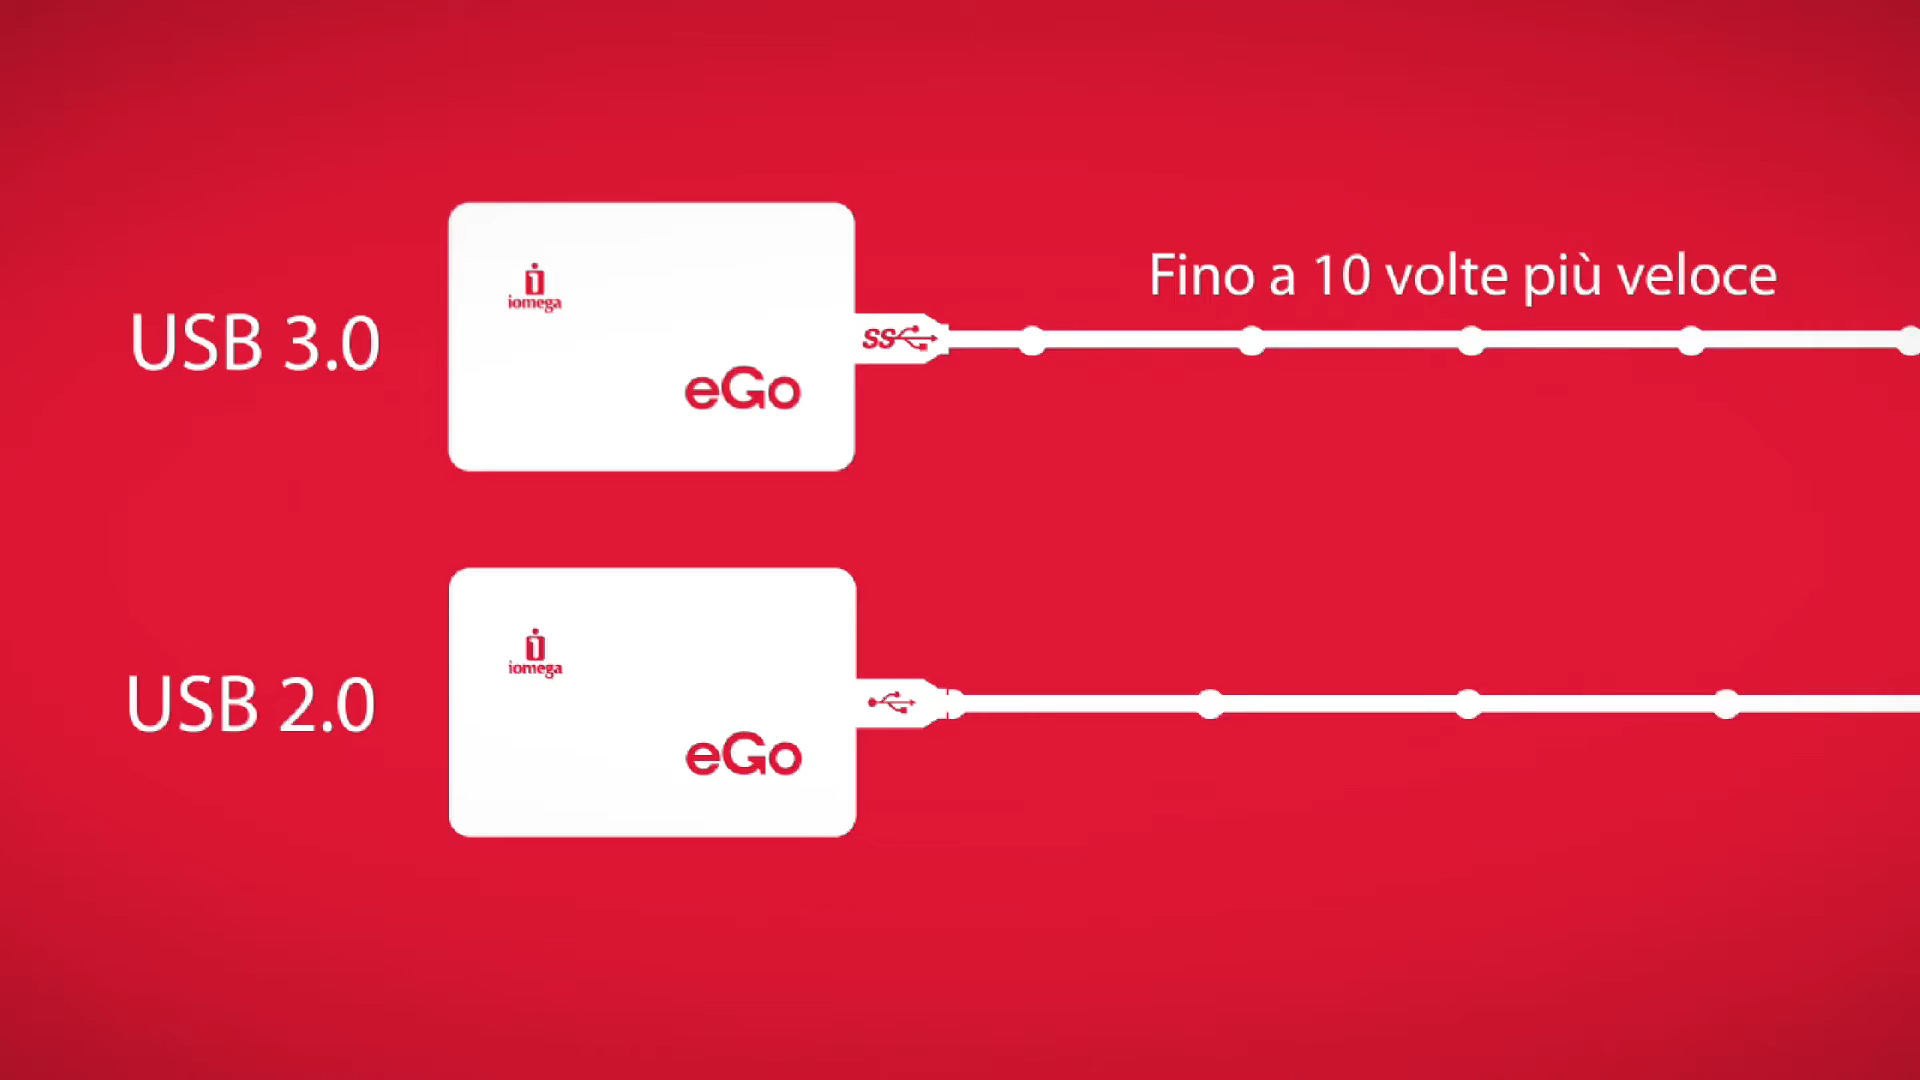 USB 3.0
iomega
eGo
SS
Fino a 10 volte più veloce
USB 2.0
iomega
eGo